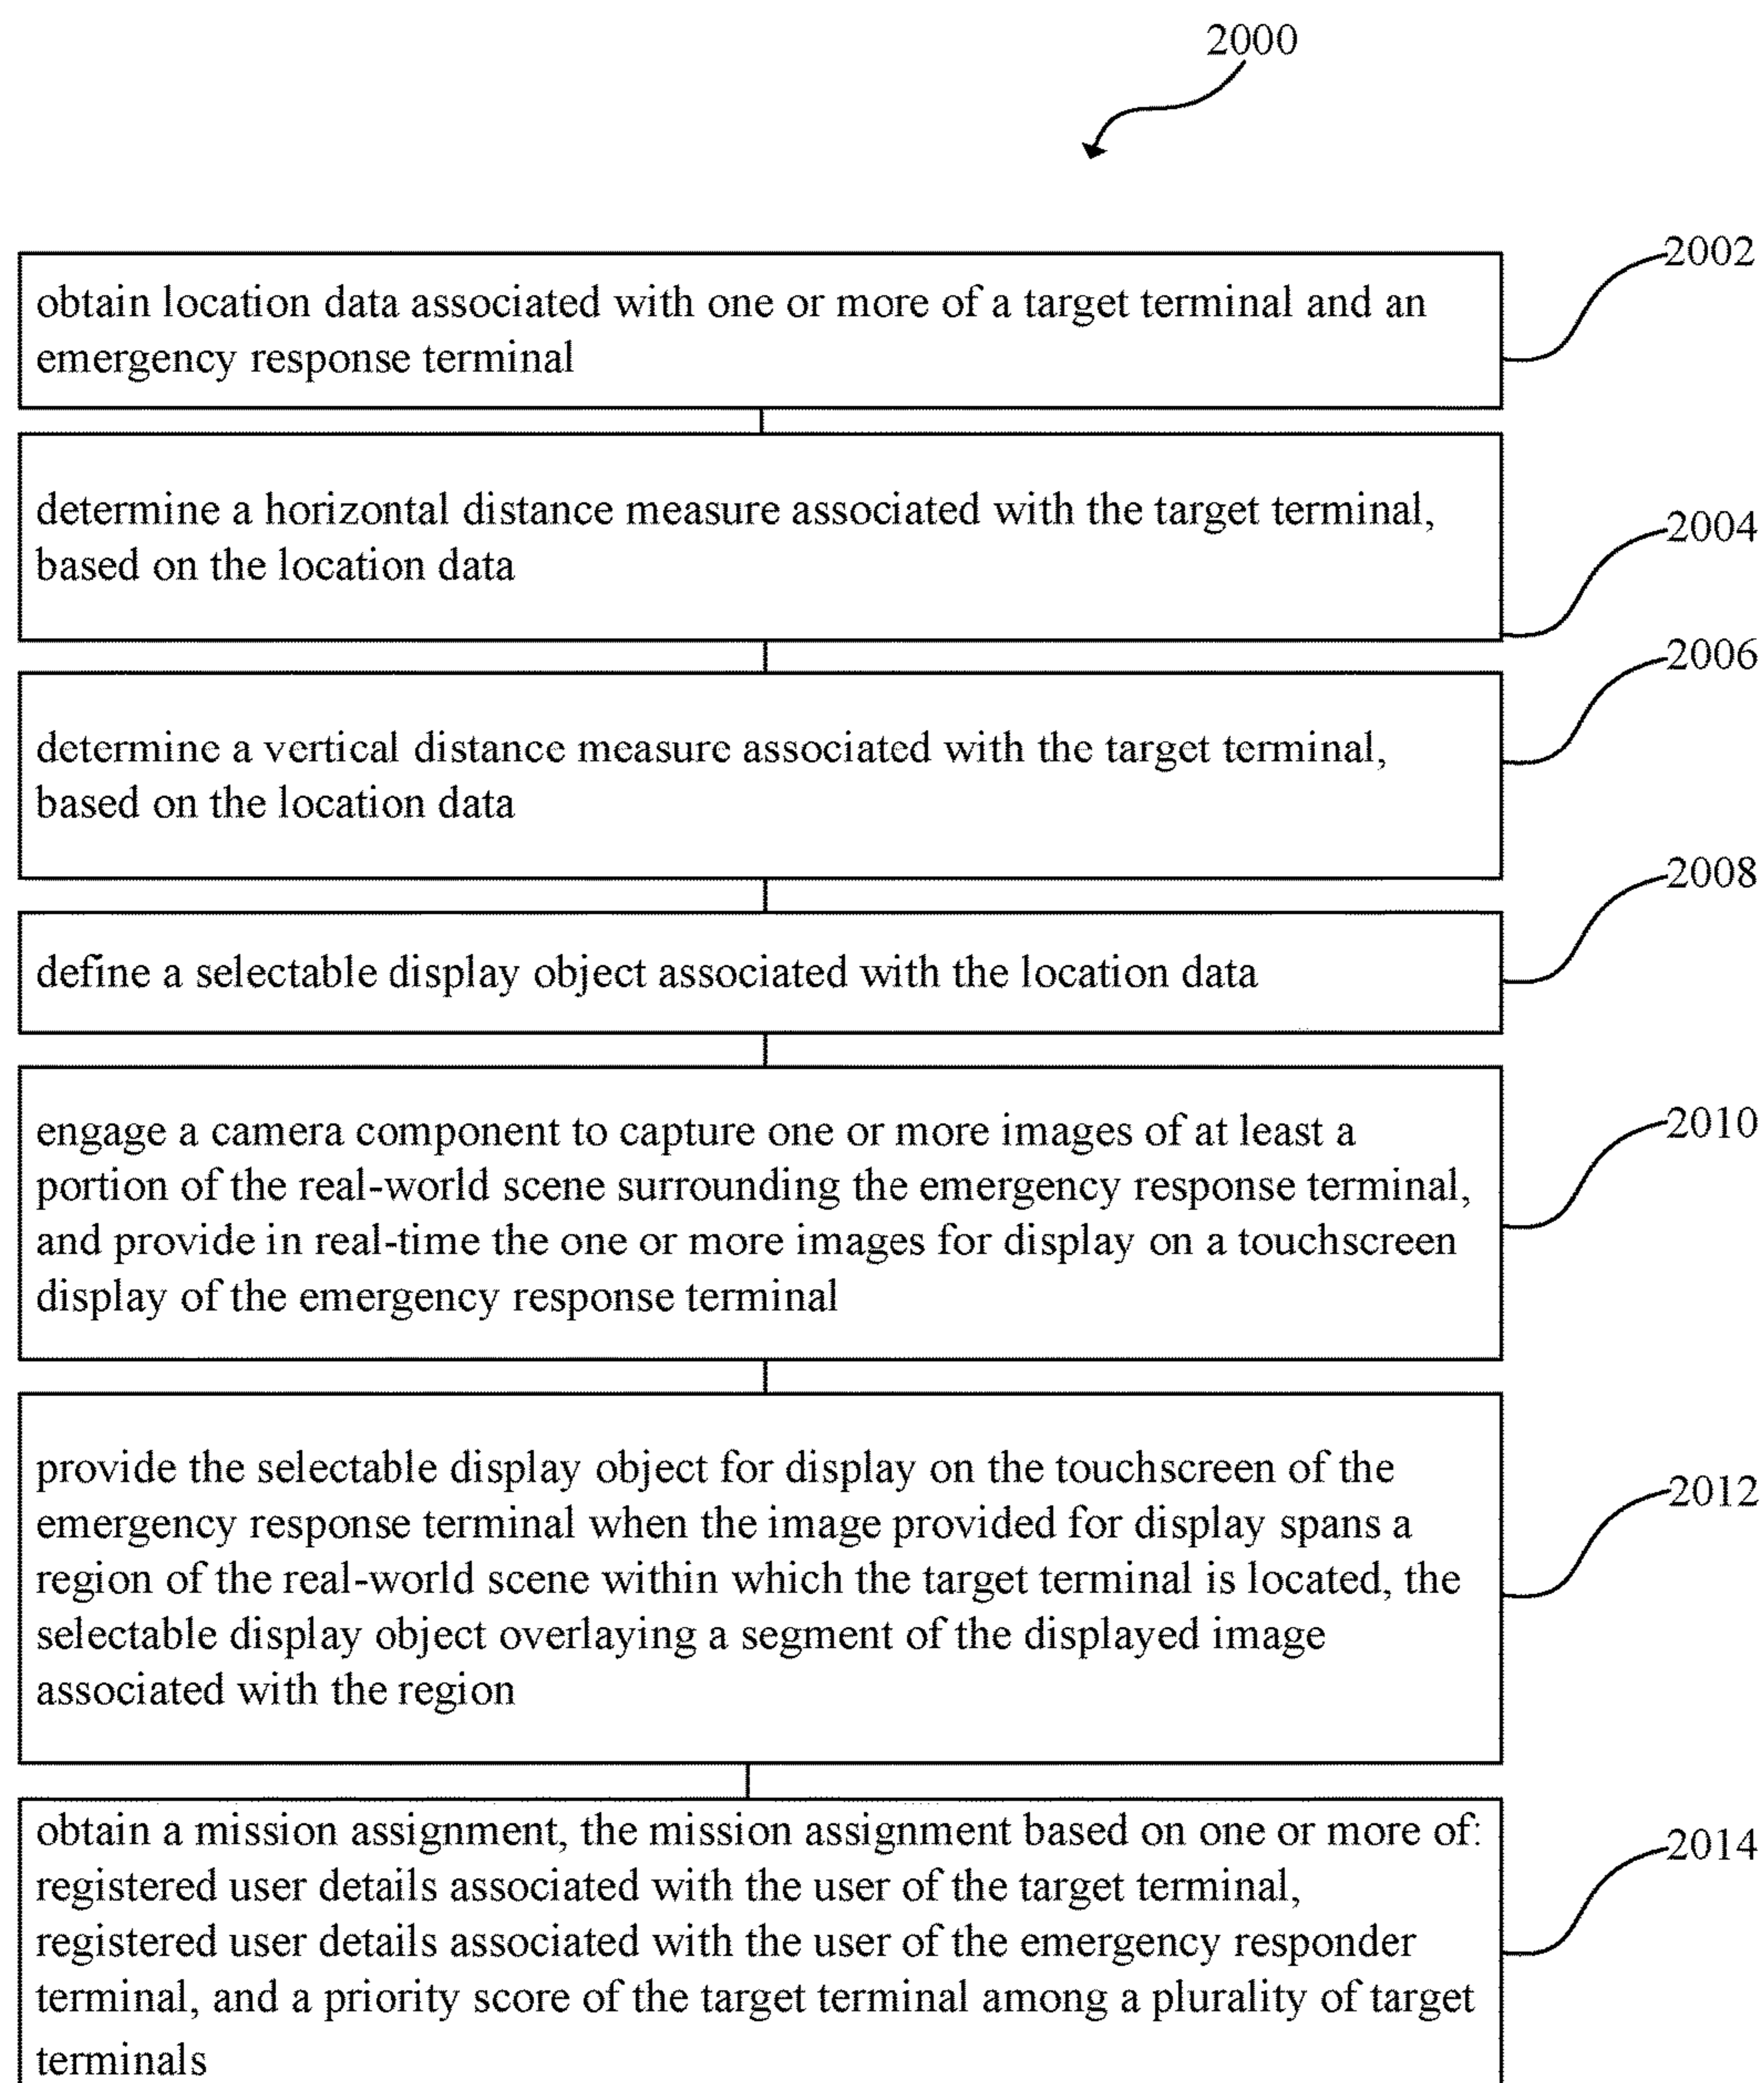 2000
2002
obtain location data associated with one or more of a target terminal and an
emergency response terminal
determine a horizontal distance measure associated with the target terminal,
based on the location data
2004
2006
determine a vertical distance measure associated with the target terminal,
based on the location data
2008
define a selectable display object associated with the location data
engage a camera component to capture one or more images of at least a
portion of the real-world scene surrounding the emergency response terminal,
and provide in real-time the one or more images for display on a touchscreen
display of the emergency response terminal
2010
provide the selectable display object for display on the touchscreen of the
emergency response terminal when the image provided for display spans a
region of the real-world scene within which the target terminal is located, the
selectable display object overlaying a segment of the displayed image
associated with the region
2012
obtain a mission assignment, the mission assignment based on one or more of:
registered user details associated with the user of the target terminal,
registered user details associated with the user of the emergency responder
terminal, and a priority score of the target terminal among a plurality of target
terminals
2014